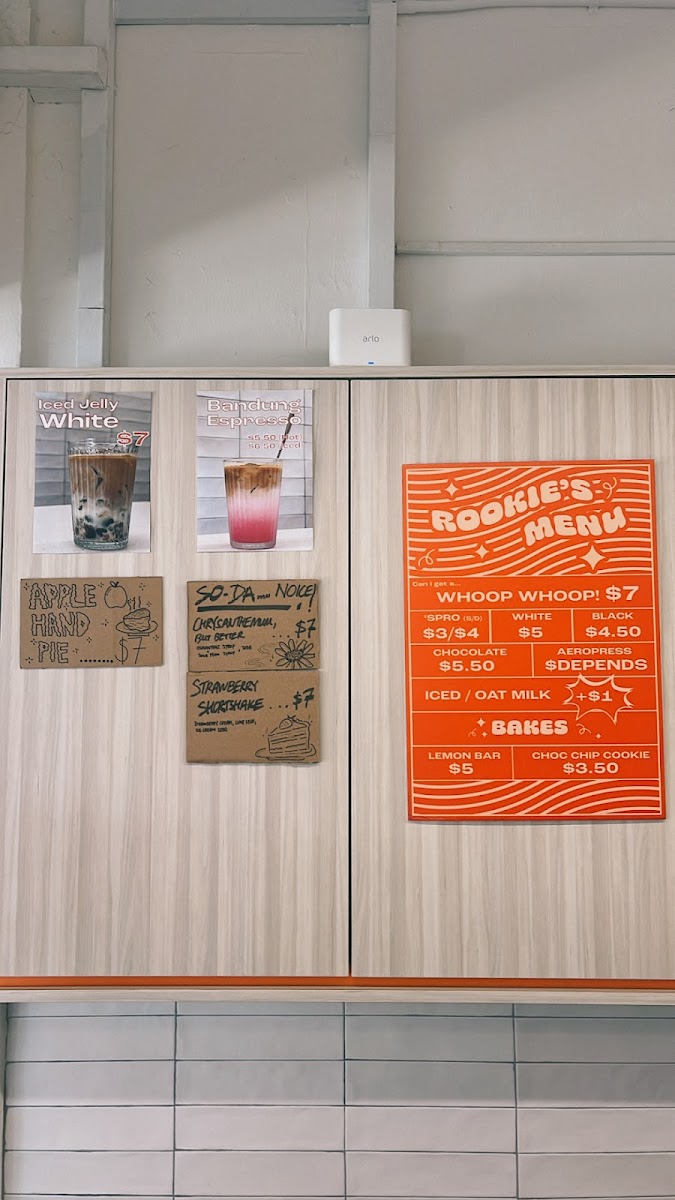 arlo
Iced Jelly
White
$7
Bandung
Espresso
$5.50 (Hot)
$6.50 Iced
APPLE
HAND
PIE ........ $7
SO-DA... NOICE!
CHRYSANTHEMUM,
BUT BETTER ... $7
STRAWBERRY
SHORTSHAKE ... $7
ROOKIE'S
MENU
Can I get a...
WHOOP WHOOP! $7
'SPRO (S/D)
$3/$4
WHITE
$5
BLACK
$4.50
CHOCOLATE
$5.50
AEROPRESS
$DEPENDS
ICED / OAT MILK +$1
BAKES
LEMON BAR
$5
CHOC CHIP COOKIE
$3.50